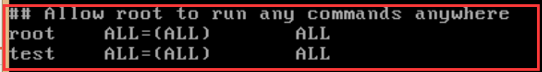 ## Allow root to run any commands anywhere
root    ALL=(ALL)       ALL
test    ALL=(ALL)       ALL